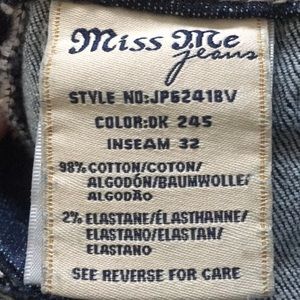 Miss Me
jeans
STYLE NO:JP6241BV
COLOR:DK 245
INSEAM 32
98% COTTON/COTON/
ALGODÓN/BAUMWOLLE/
ALGODÃO
2% ELASTANE/ÉLASTHANNE/
ELASTANO/ELASTAN/
ELASTANO
SEE REVERSE FOR CARE